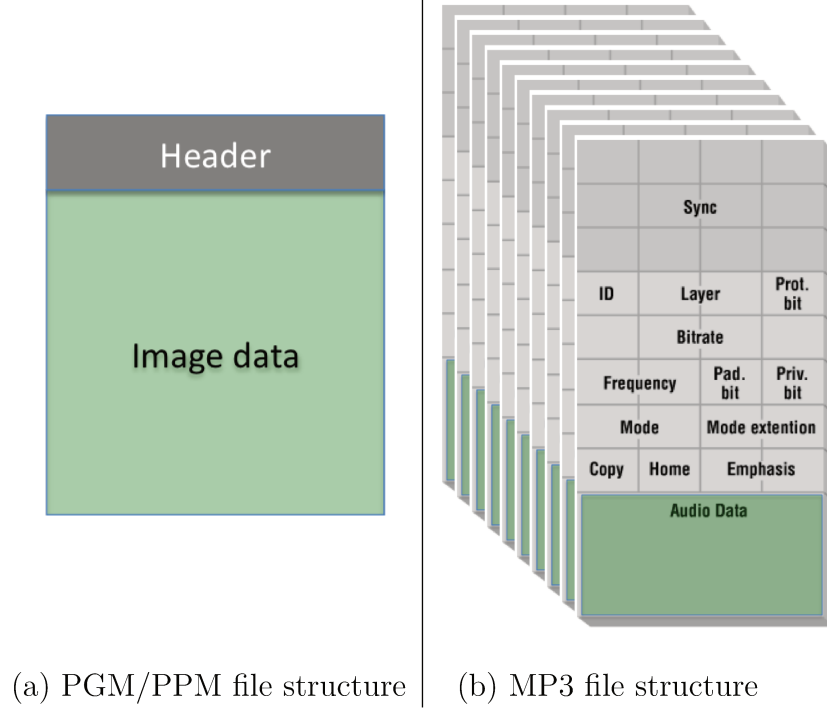 Header
Image data
(a) PGM/PPM file structure
Sync
ID Layer Prot. bit
Bitrate
Frequency Pad. bit Priv. bit
Mode Mode extention
Copy Home Emphasis
Audio Data
(b) MP3 file structure